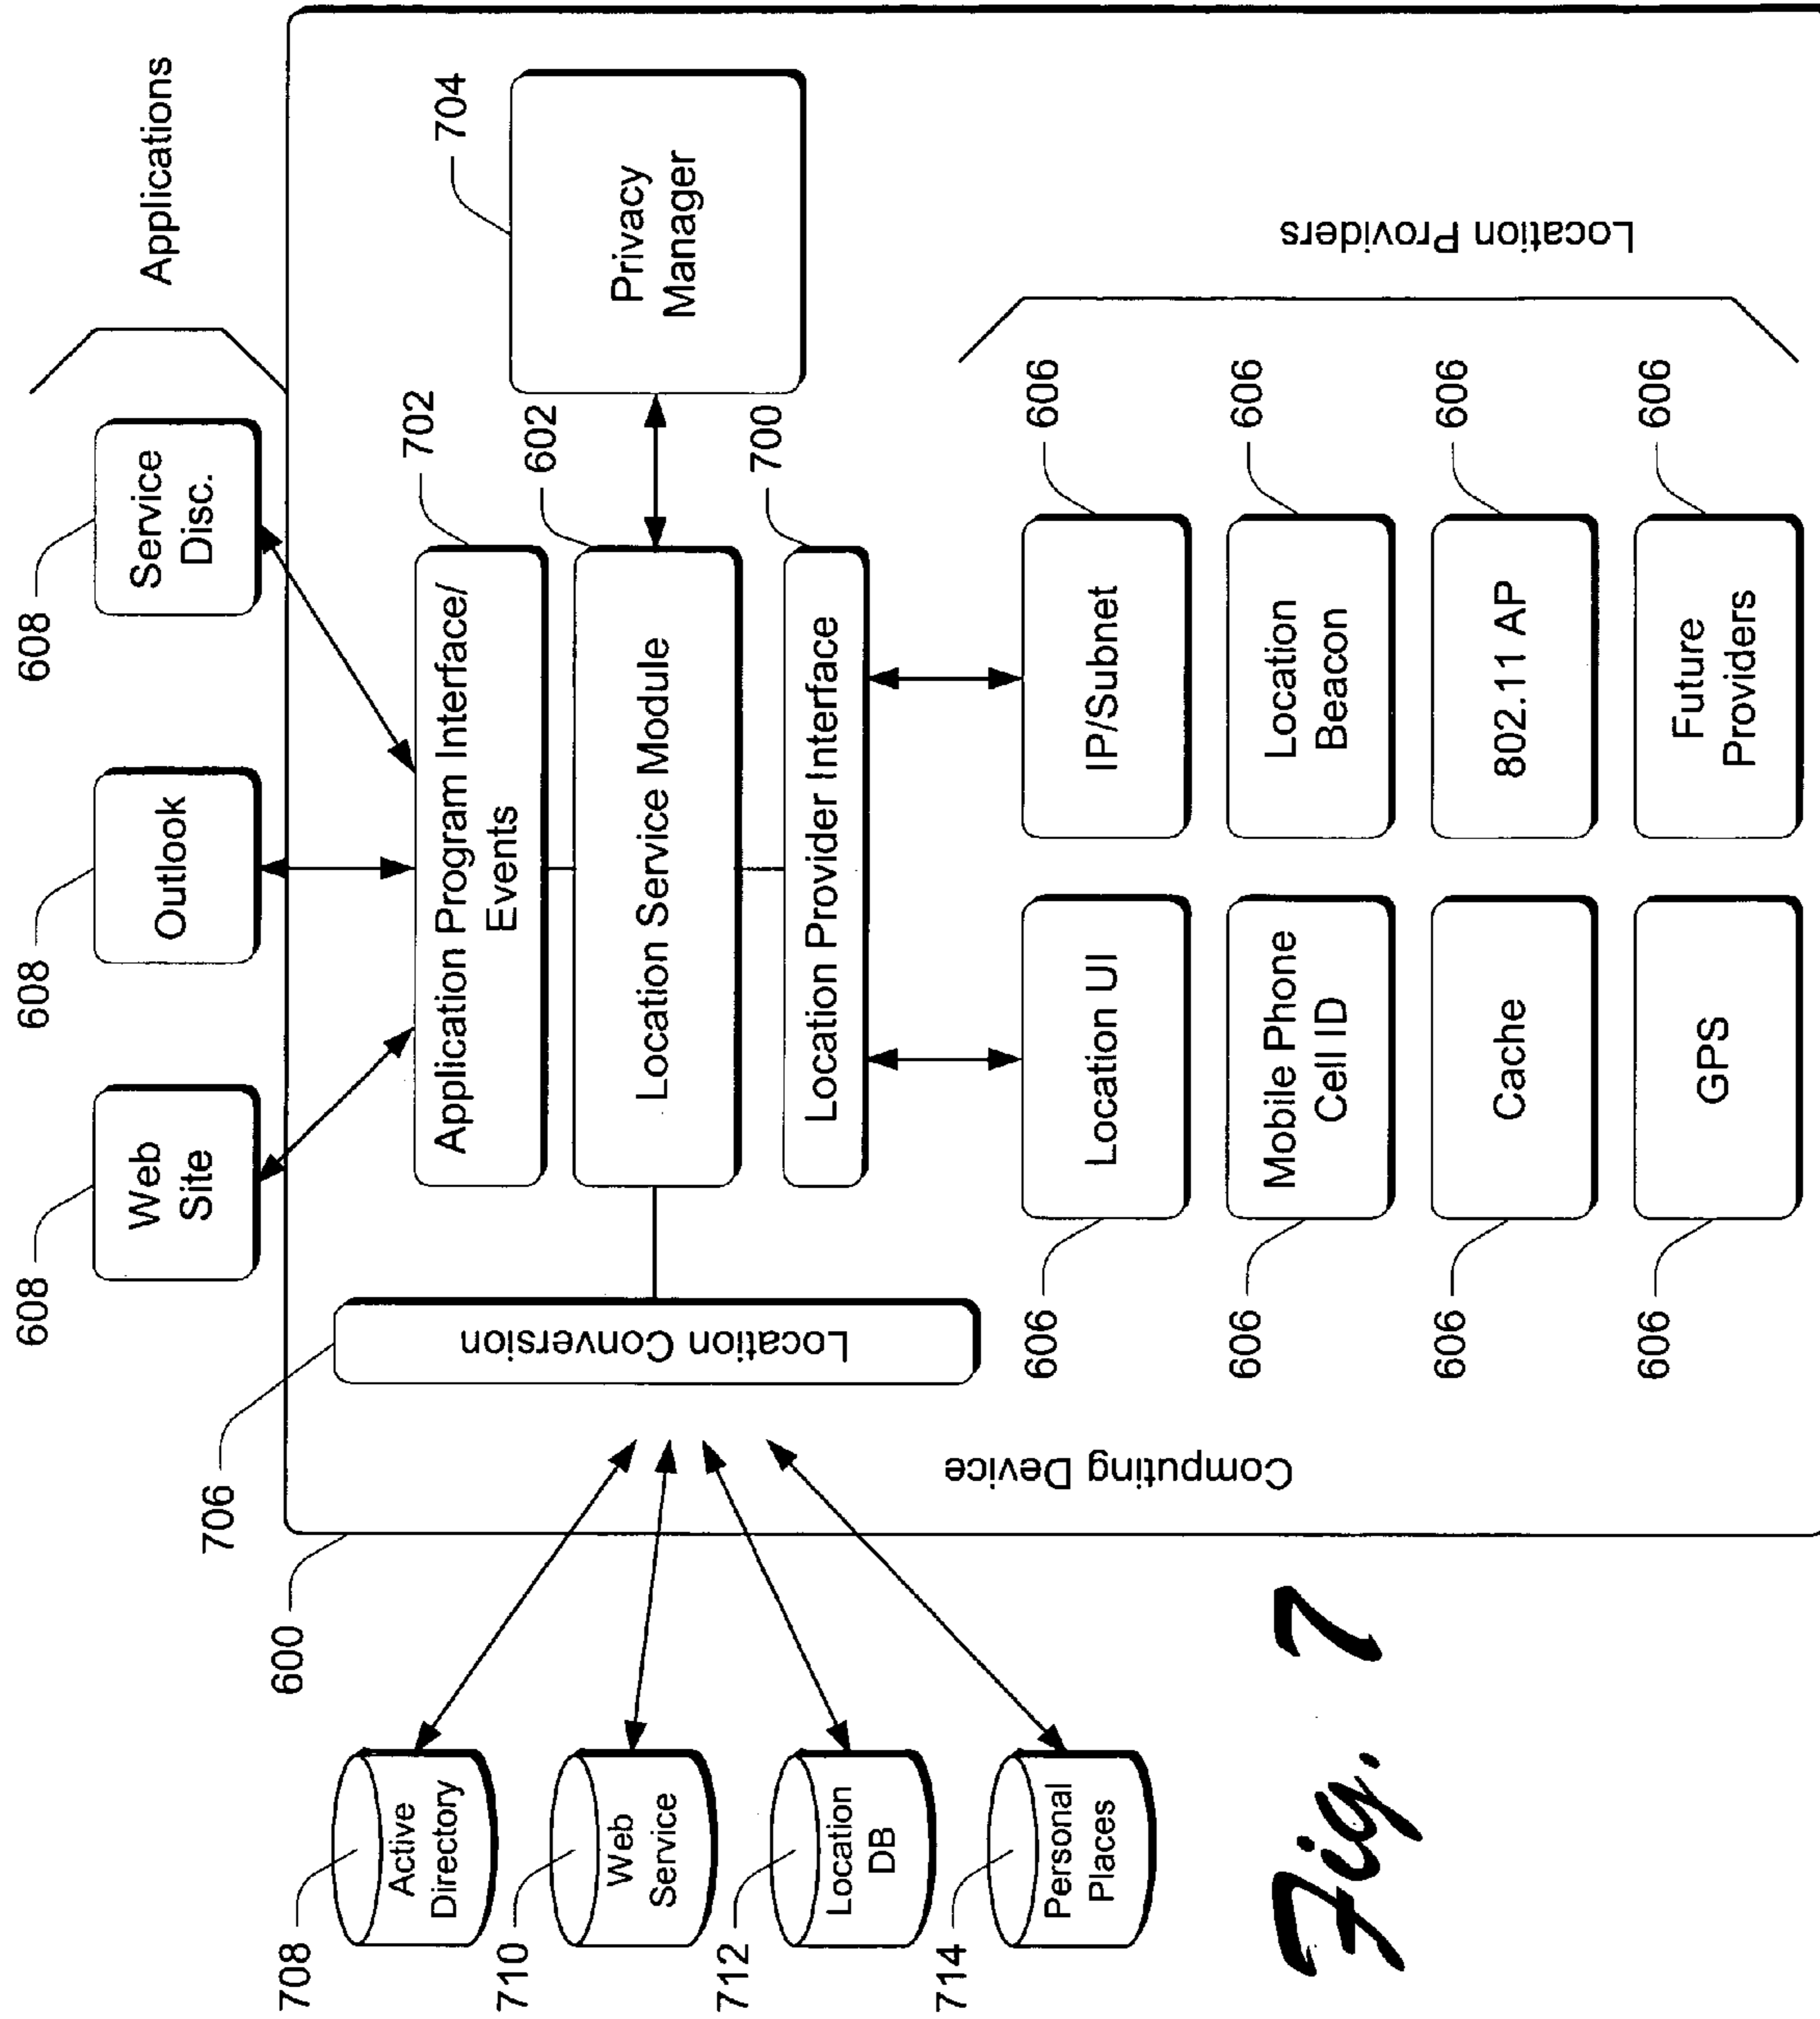 608
608
608
Applications
Web
Site
Outlook
Service
Disc.
706
600
702
704
602
700
Application Program Interface/
Events
Location Service Module
Location Provider Interface
Privacy
Manager
Location Conversion
Computing Device
708
Active
Directory
710
Web
Service
712
Location
DB
714
Personal
Places
606
Location UI
IP/Subnet
606
606
Mobile Phone
Cell ID
Location
Beacon
606
606
Cache
802.11 AP
606
606
GPS
Future
Providers
606
Location Providers
Fig. 7